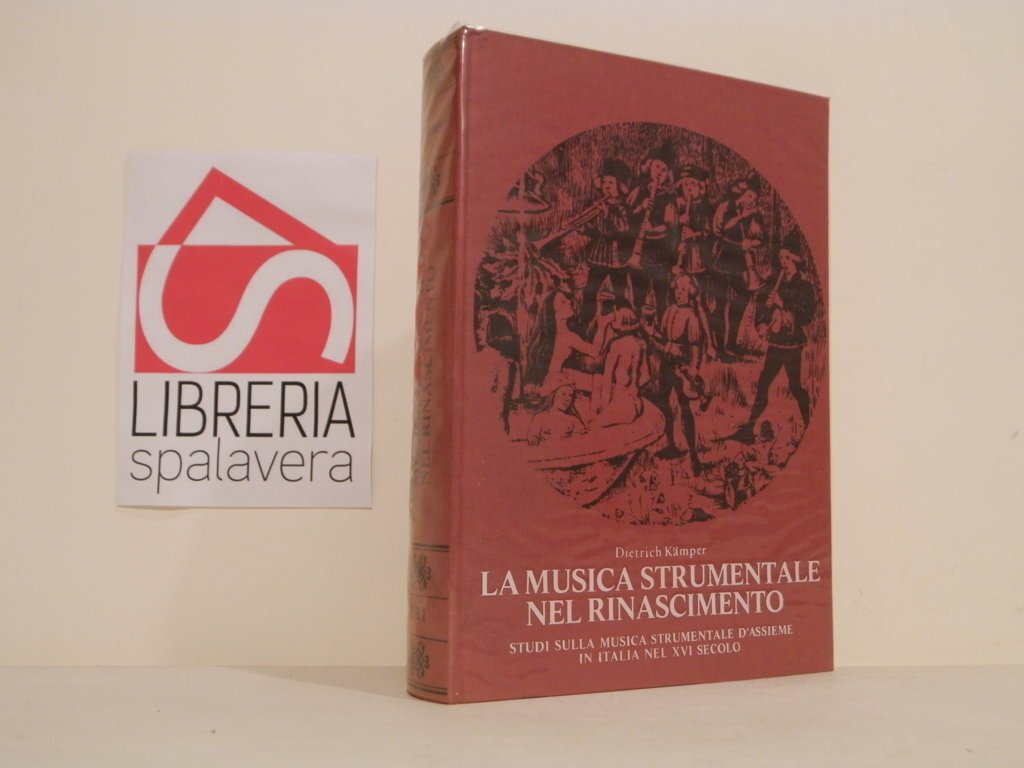 LIBRERIA
spalavera
NEL RINASCIMENTO
Dietrich Kämper
LA MUSICA STRUMENTALE
NEL RINASCIMENTO
STUDI SULLA MUSICA STRUMENTALE D'ASSIEME
IN ITALIA NEL XVI SECOLO